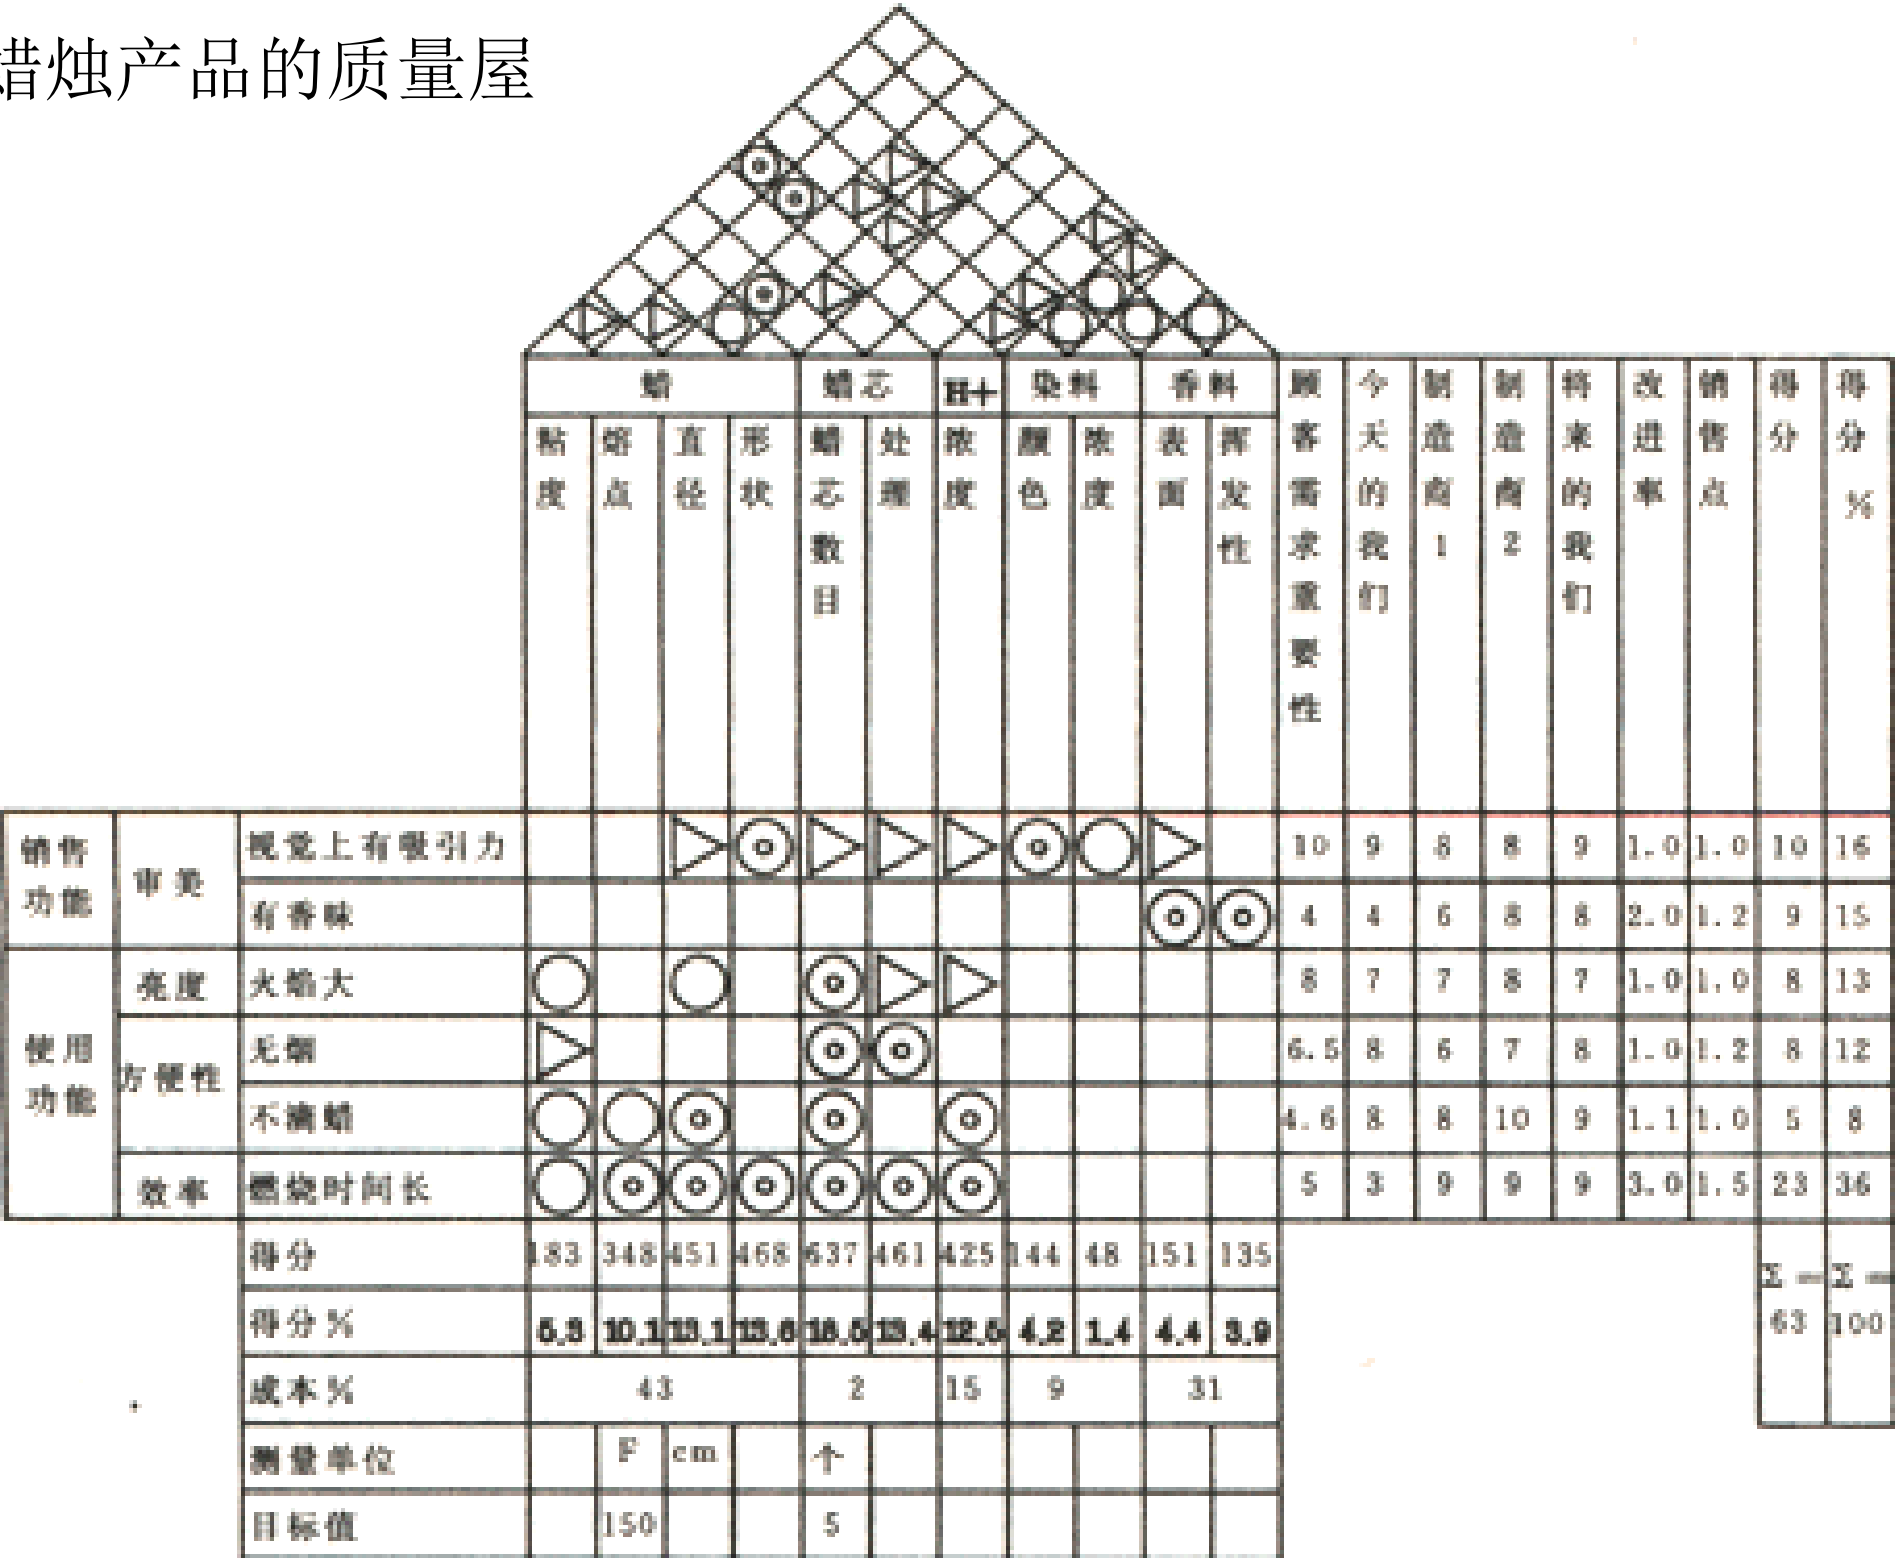 蜡烛产品的质量屋
蜡 蜡芯 H+ 染料 香料
粘度 熔点 直径 形状 蜡芯数目 处理 浓度 颜色 浓度 表面 挥发性 顾客需求重要性 今天的我们 制造商1 制造商2 将来的我们 改进率 销售点 得分 得分%
销售功能 审美 视觉上有吸引力 10 9 8 8 9 1.0 1.0 10 16
有香味 4 4 6 8 8 2.0 1.2 9 15
使用功能 亮度 火焰大 8 7 7 8 7 1.0 1.0 8 13
方便性 无烟 6.5 8 6 7 8 1.0 1.2 8 12
不滴蜡 4.6 8 8 10 9 1.1 1.0 5 8
效率 燃烧时间长 5 3 9 9 9 3.0 1.5 23 36
得分 183 348 451 468 637 461 425 144 48 151 135 Σ=63 Σ=100
得分% 5.3 10.1 13.1 13.6 18.5 13.4 12.5 4.2 1.4 4.4 3.9
成本% 43 2 15 9 31
测量单位 F cm 个
目标值 150 5